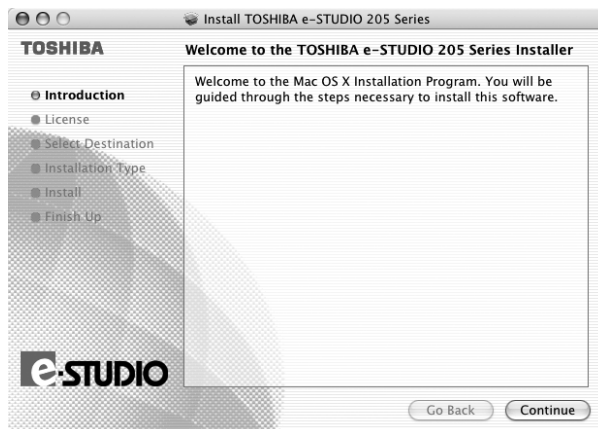 Install TOSHIBA e-STUDIO 205 Series
TOSHIBA
Welcome to the TOSHIBA e-STUDIO 205 Series Installer
Introduction
License
Select Destination
Installation Type
Install
Finish Up
Welcome to the Mac OS X Installation Program. You will be
guided through the steps necessary to install this software.
e-STUDIO
Go Back
Continue